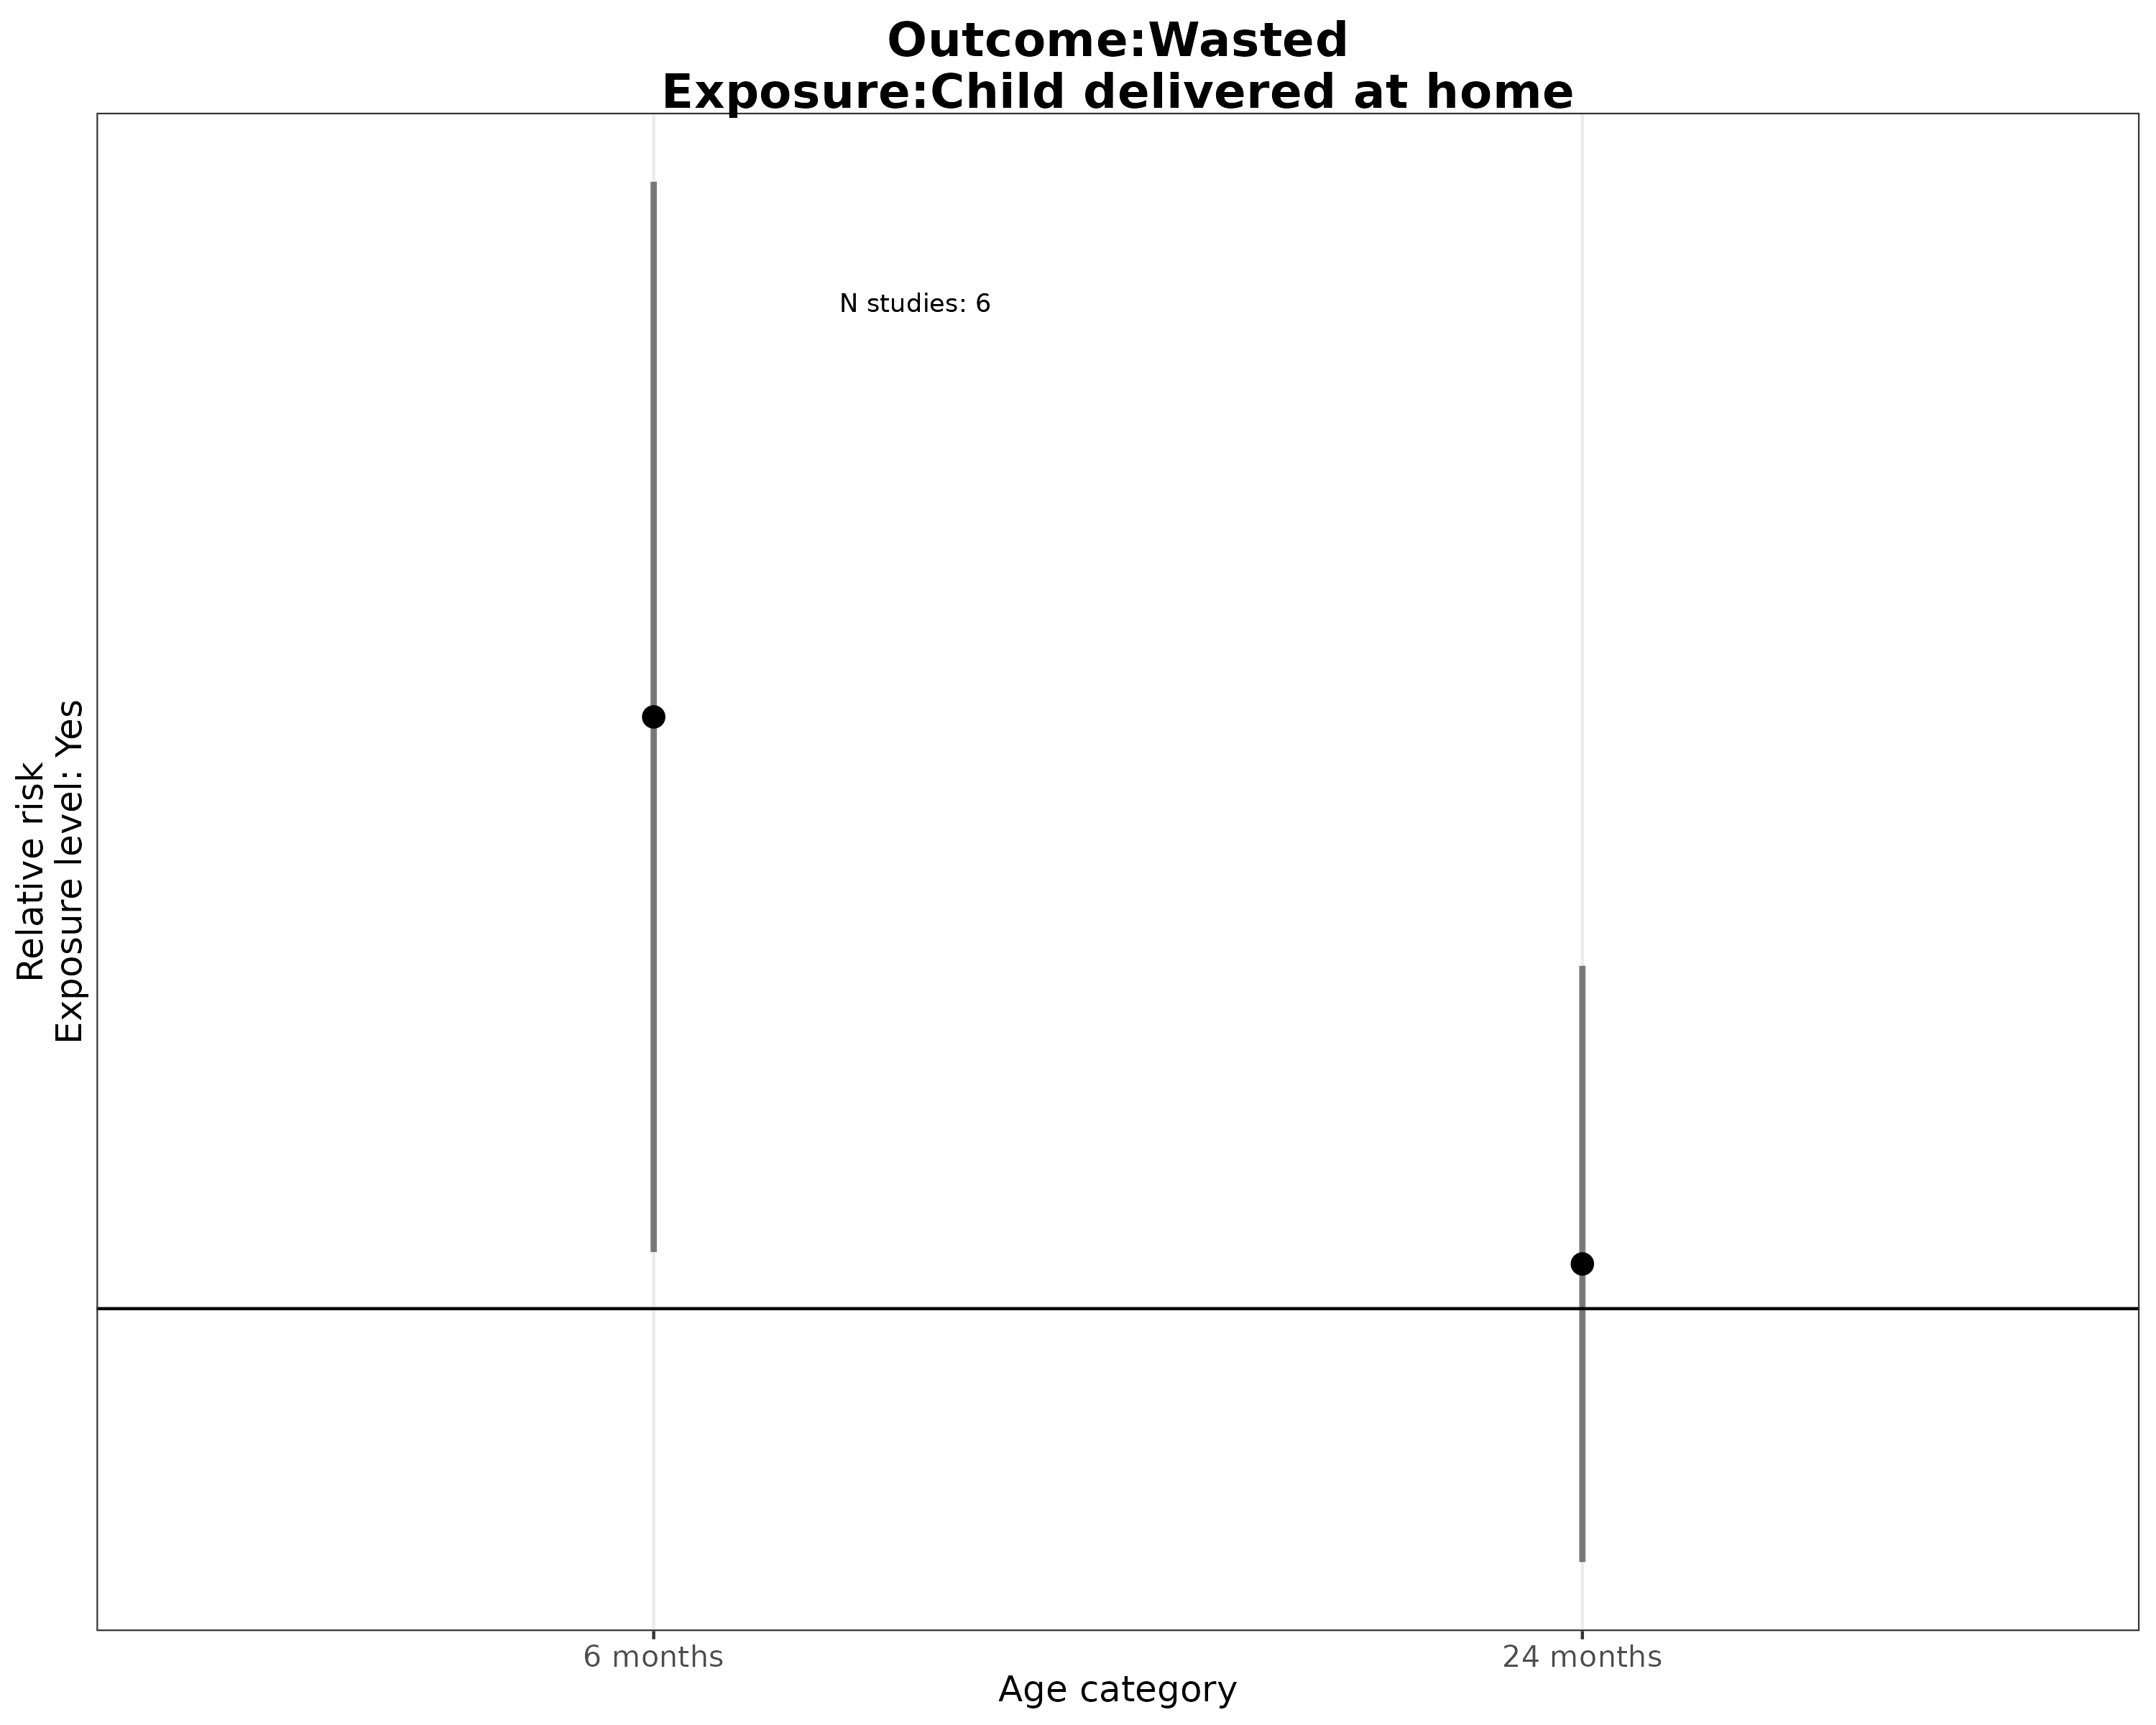 Outcome:Wasted
Exposure:Child delivered at home
N studies: 6
Relative risk
Exposure level: Yes
6 months
24 months
Age category